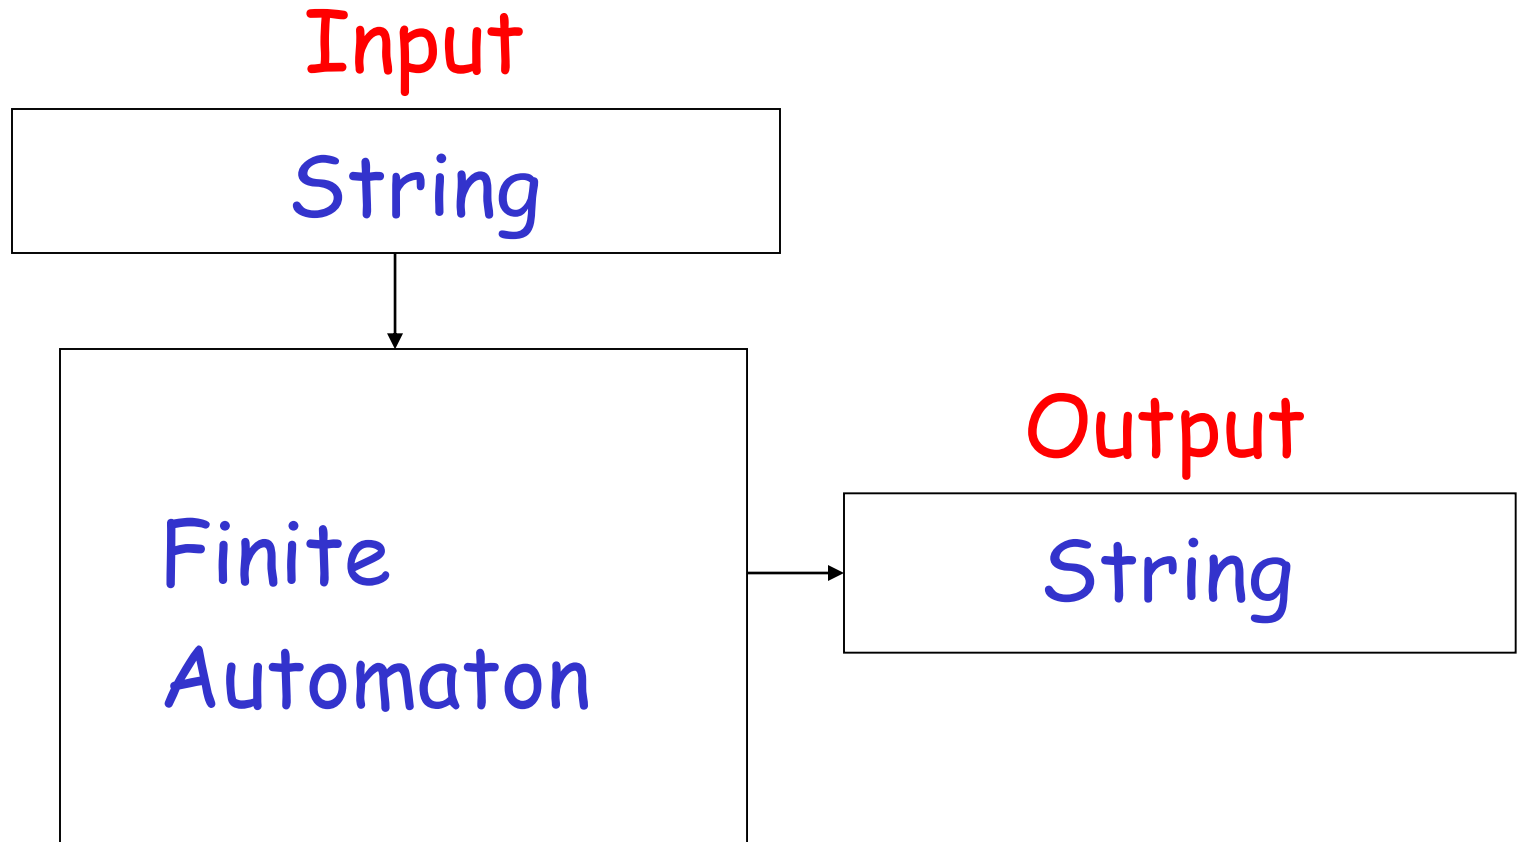 Input
String
Finite
Automaton
Output
String